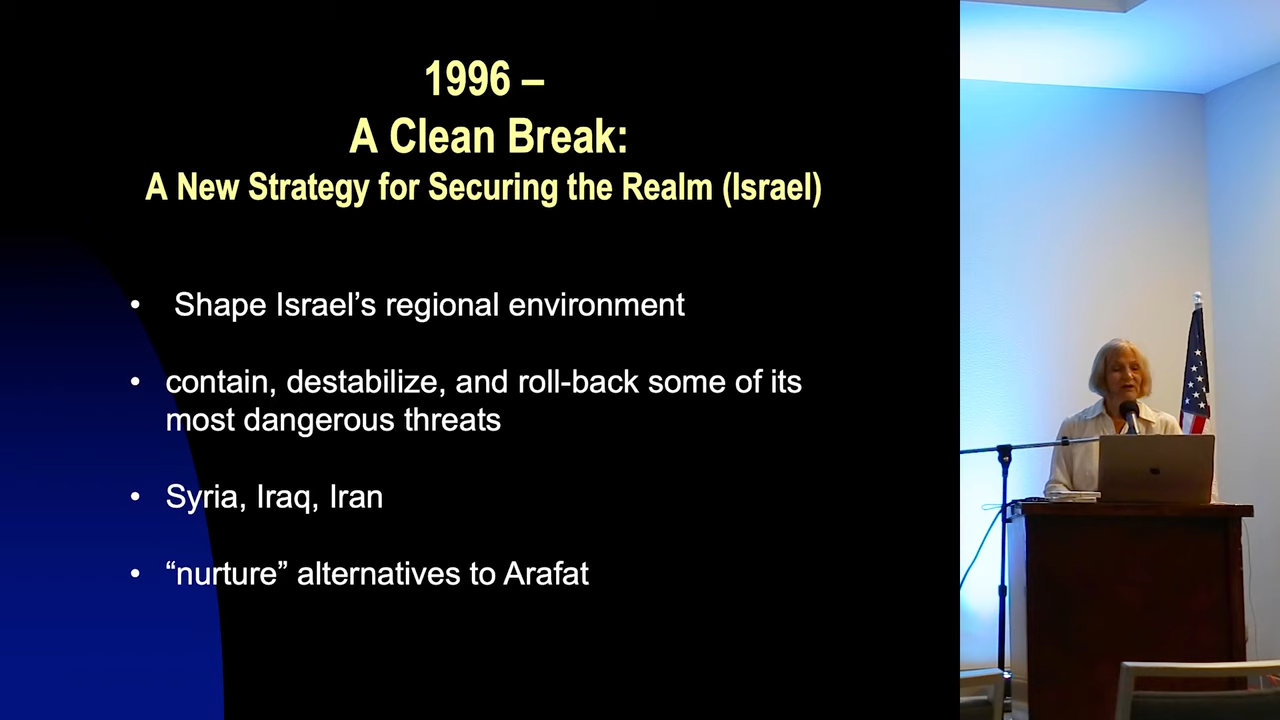 1996 –
A Clean Break:
A New Strategy for Securing the Realm (Israel)
• Shape Israel’s regional environment
• contain, destabilize, and roll-back some of its
most dangerous threats
• Syria, Iraq, Iran
• “nurture” alternatives to Arafat